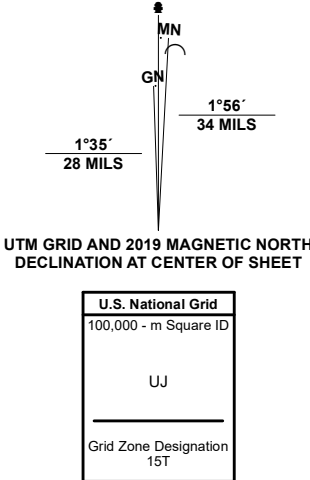 MN
GN
1°56´
34 MILS
1°35´
28 MILS
UTM GRID AND 2019 MAGNETIC NORTH
DECLINATION AT CENTER OF SHEET
U.S. National Grid
100,000 - m Square ID
UJ
Grid Zone Designation
15T